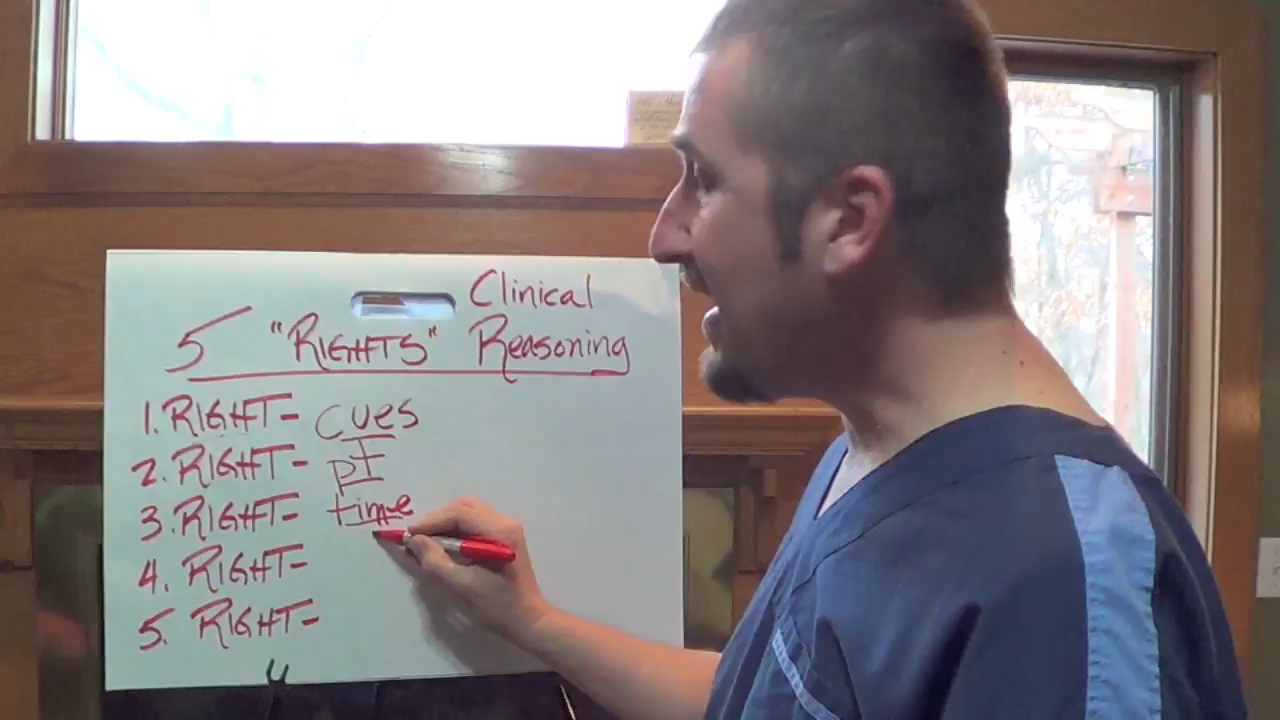 Clinical
5 "RIGHTS" Reasoning
1. RIGHT- cues
2. RIGHT- pt
3. RIGHT- time
4. RIGHT-
5. RIGHT-